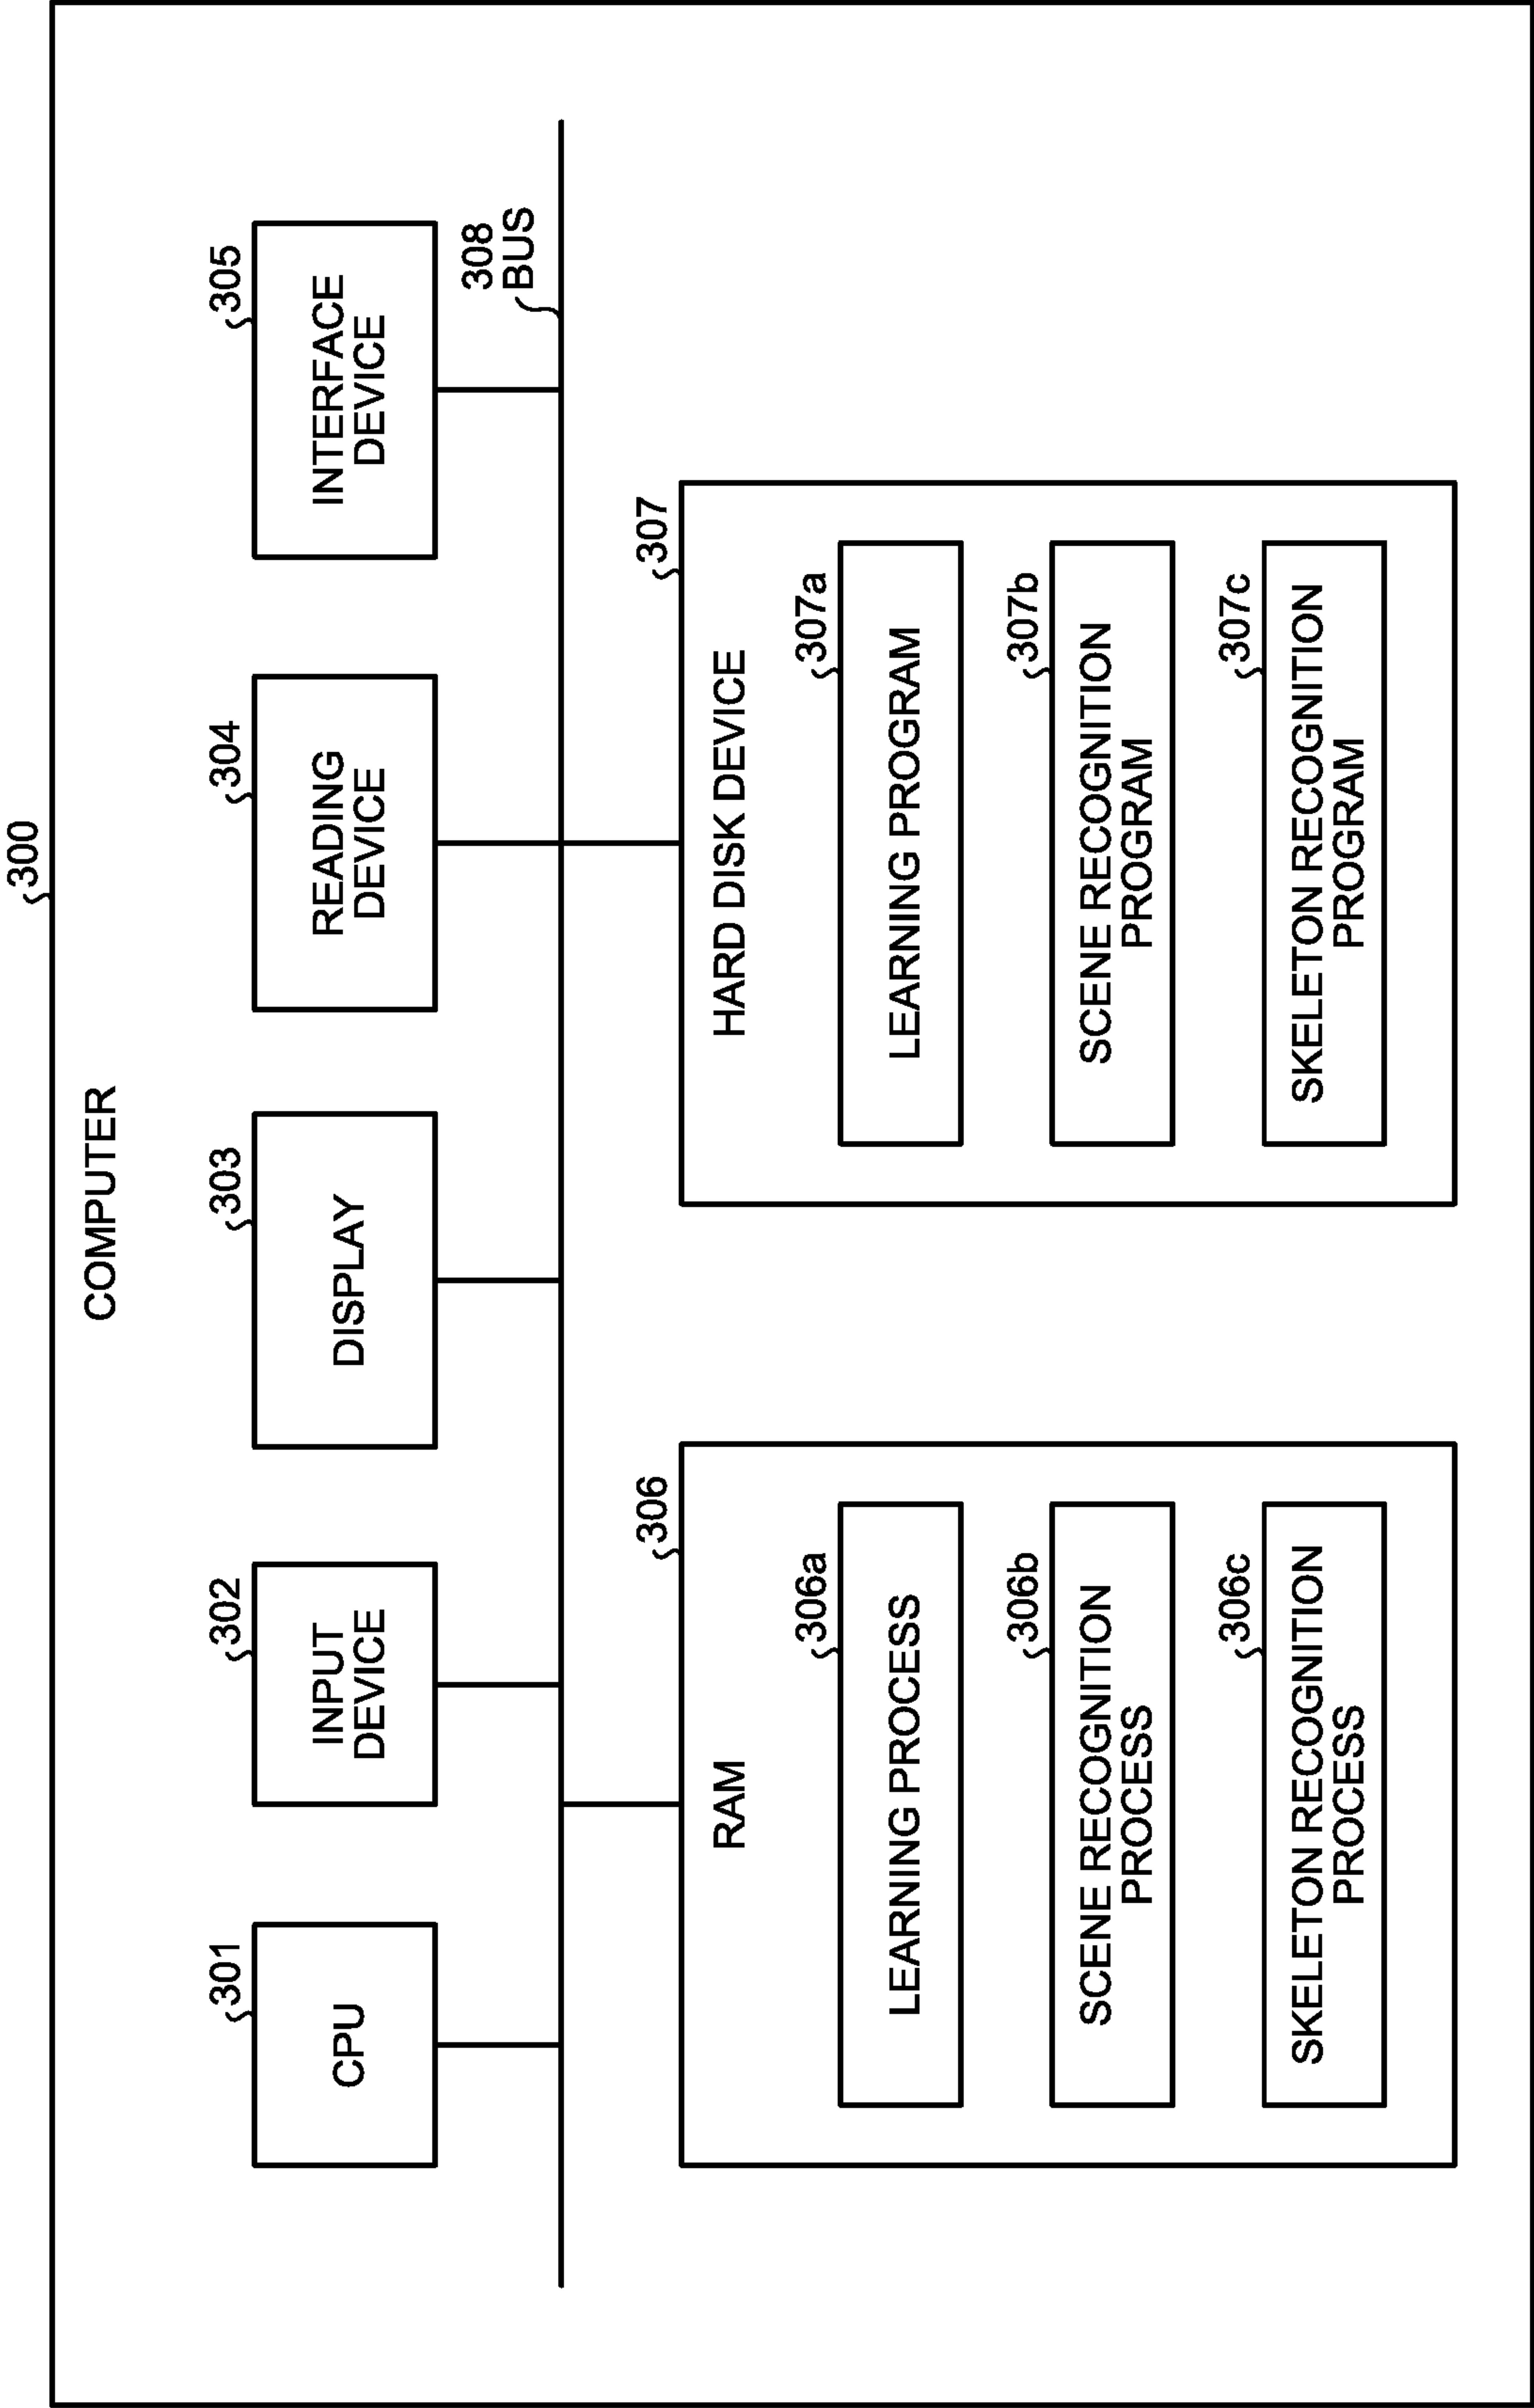 300
COMPUTER
301
CPU
302
INPUT
DEVICE
303
DISPLAY
304
READING
DEVICE
305
INTERFACE
DEVICE
308
BUS
306
RAM
306a
LEARNING PROCESS
306b
SCENE RECOGNITION
PROCESS
306c
SKELETON RECOGNITION
PROCESS
307
HARD DISK DEVICE
307a
LEARNING PROGRAM
307b
SCENE RECOGNITION
PROGRAM
307c
SKELETON RECOGNITION
PROGRAM